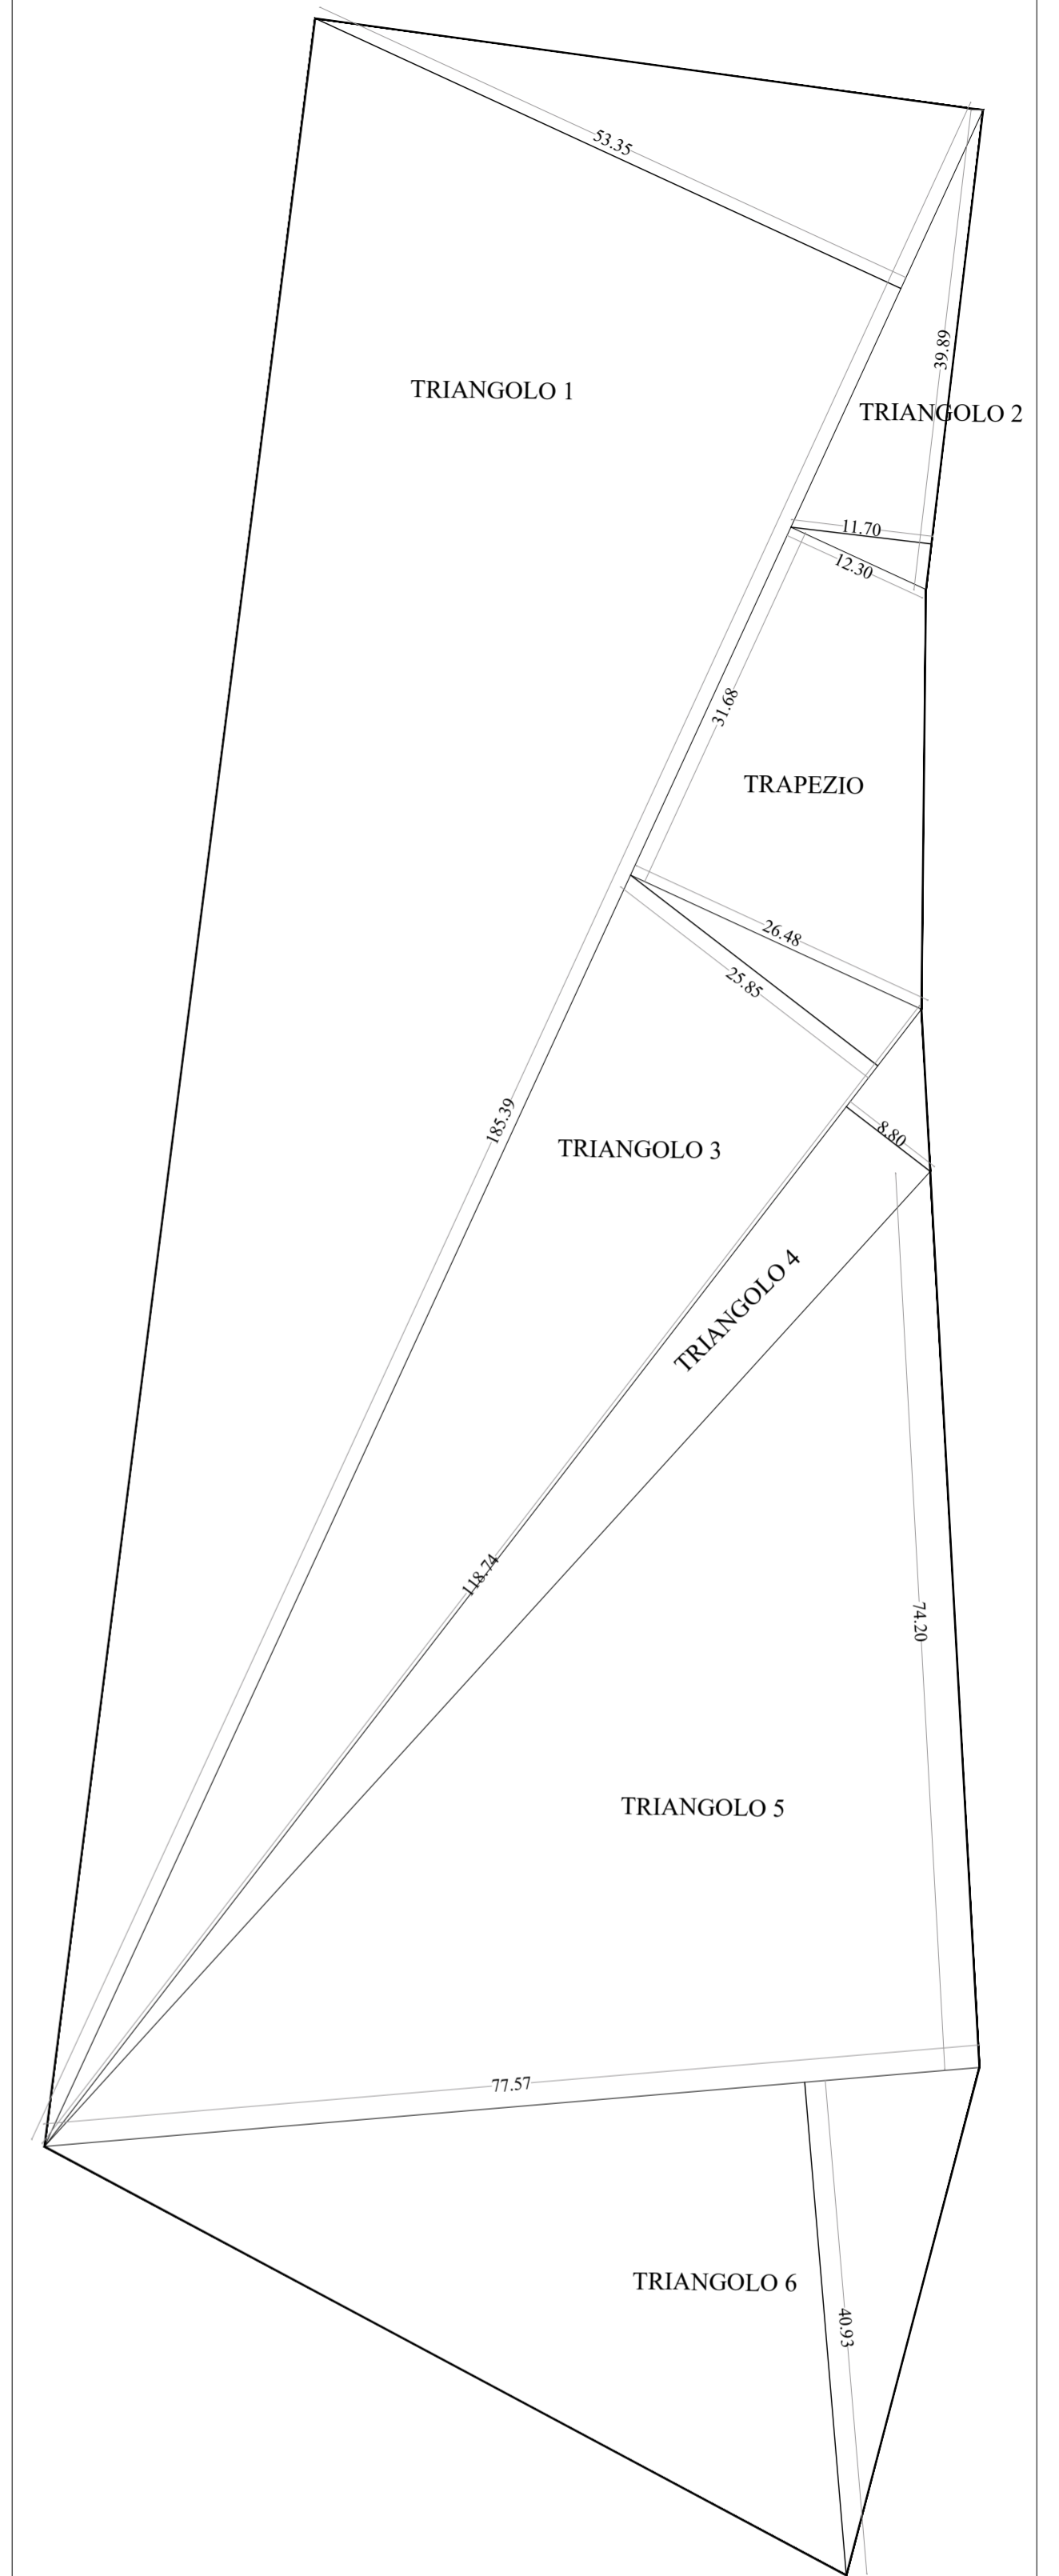 53.35
39.89
TRIANGOLO 1
TRIANGOLO 2
11.70
12.30
31.68
TRAPEZIO
26.48
25.85
185.39
8.80
TRIANGOLO 3
TRIANGOLO 4
118.74
74.20
TRIANGOLO 5
77.57
TRIANGOLO 6
40.93